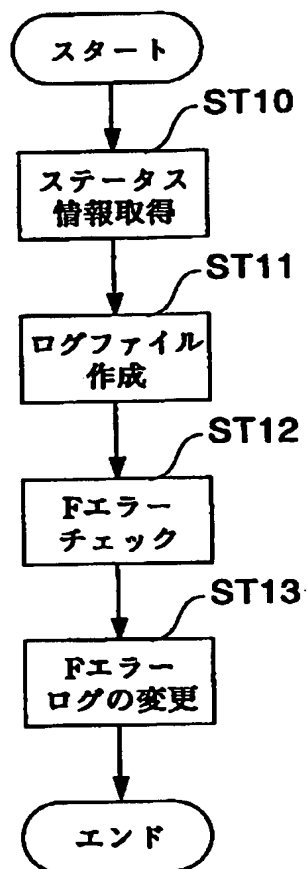 スタート
ST10
ステータス
情報取得
ST11
ログファイル
作成
ST12
Fエラー
チェック
ST13
Fエラー
ログの変更
エンド